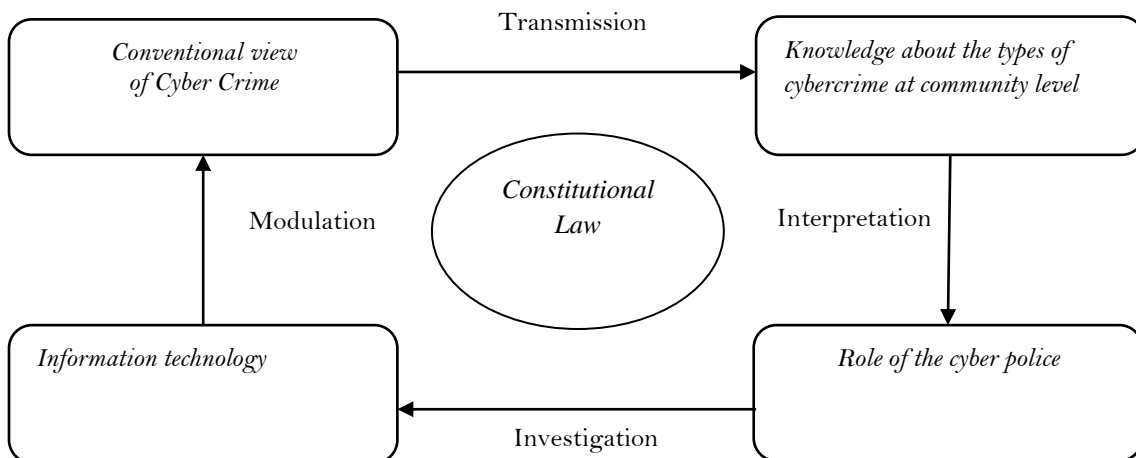 Transmission
Conventional view
of Cyber Crime
Knowledge about the types of
cybercrime at community level
Constitutional
Law
Modulation
Interpretation
Information technology
Role of the cyber police
Investigation